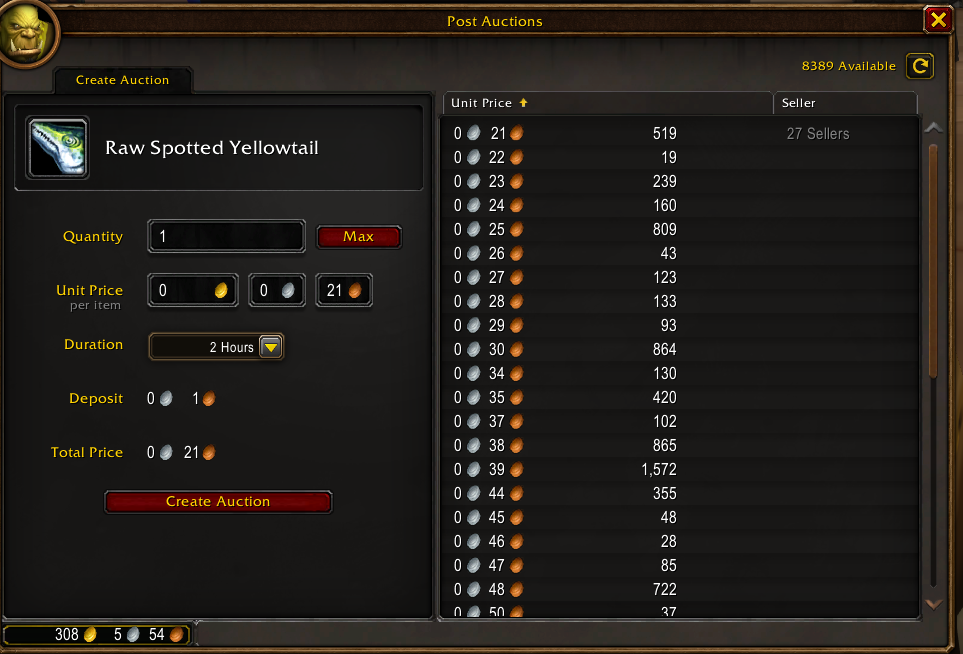 Post Auctions
8389 Available
Create Auction
Raw Spotted Yellowtail
Quantity 1 Max
Unit Price 0 0 21
per item
Duration 2 Hours
Deposit 0 1
Total Price 0 21
Create Auction
308 5 54
Unit Price Seller
0 21 519 27 Sellers
0 22 19
0 23 239
0 24 160
0 25 809
0 26 43
0 27 123
0 28 133
0 29 93
0 30 864
0 34 130
0 35 420
0 37 102
0 38 865
0 39 1,572
0 44 355
0 45 48
0 46 28
0 47 85
0 48 722
0 50 37